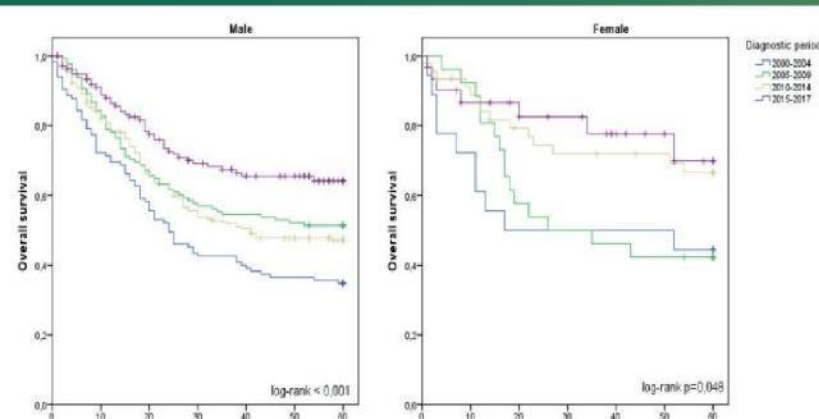 Male
Female
Diagnostic period
2000-2004
2005-2009
2010-2014
2015-2017
Overall survival
1,0
0,8
0,6
0,4
0,2
0,0
log-rank < 0,001
0 10 20 30 40 50 60
Overall survival
1,0
0,8
0,6
0,4
0,2
0,0
log-rank p=0,048
0 10 20 30 40 50 60